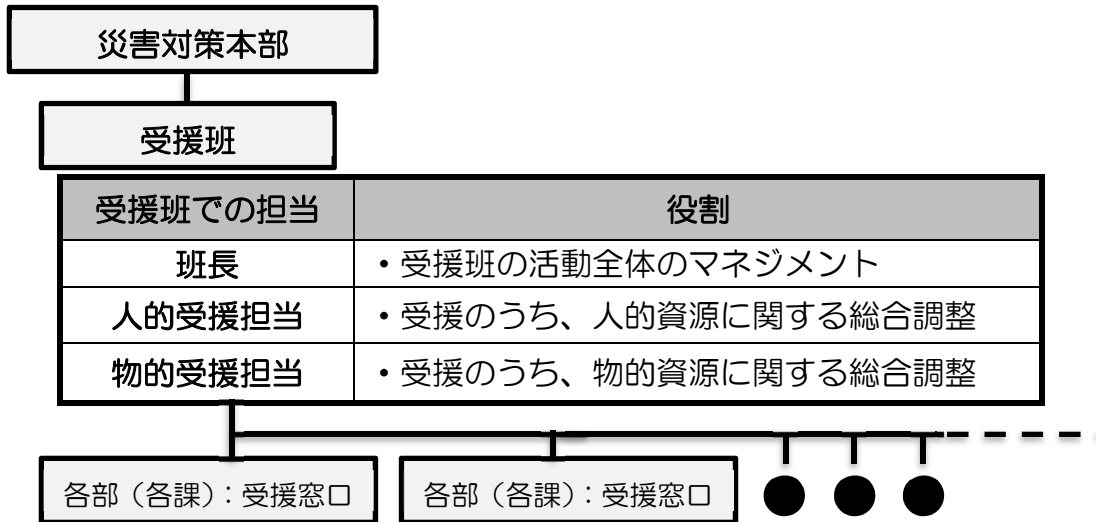 災害対策本部
受援班
受援班での担当 役割
班長 ・受援班の活動全体のマネジメント
人的受援担当 ・受援のうち、人的資源に関する総合調整
物的受援担当 ・受援のうち、物的資源に関する総合調整
各部（各課）：受援窓口 各部（各課）：受援窓口